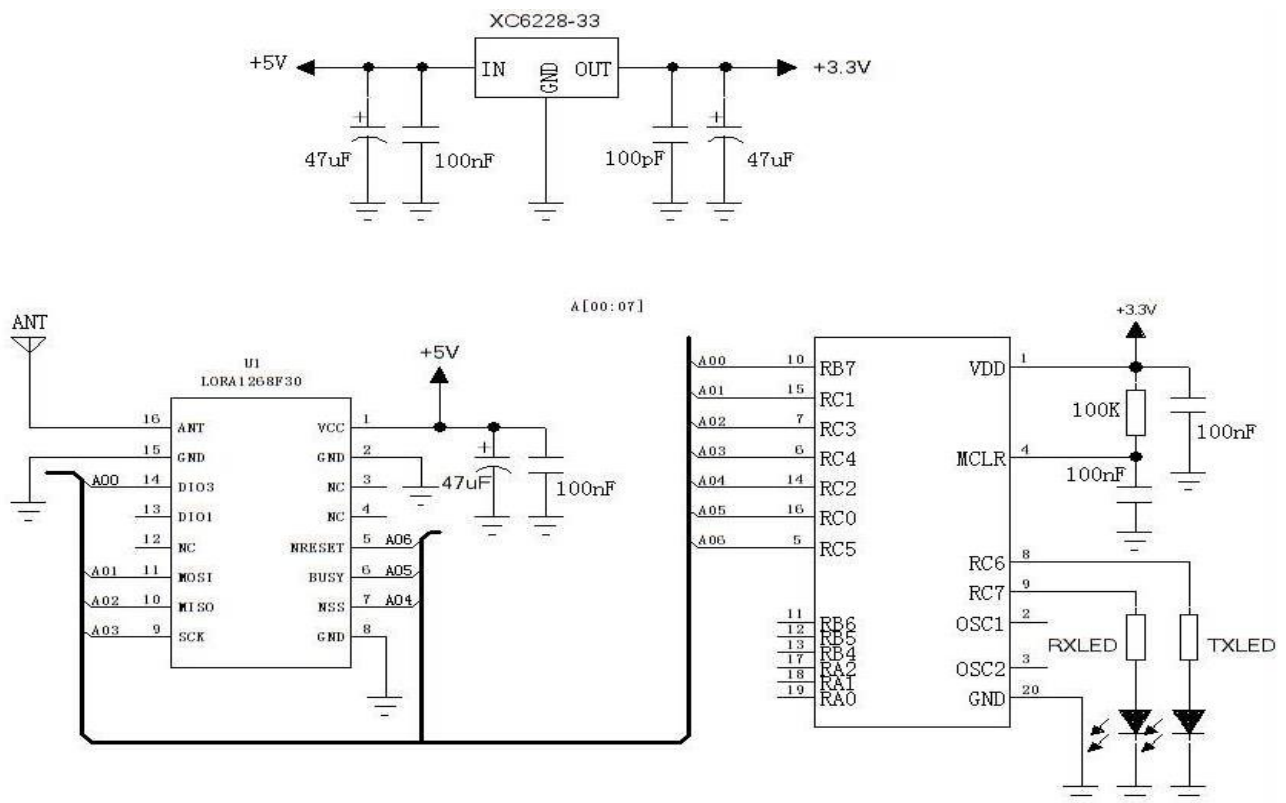 XC6228-33
+5V
IN
GND
OUT
+3.3V
47uF
100nF
100pF
47uF
A[00:07]
ANT
U1
LORA1268F30
+5V
16 ANT
15 GND
A00 14 DIO3
13 DIO1
12 NC
A01 11 MOSI
A02 10 MISO
A03 9 SCK
VCC 1
GND 2
NC 3
NC 4
NRESET 5 A06
BUSY 6 A05
NSS 7 A04
GND 8
47uF
100nF
A00 10 RB7
A01 15 RC1
A02 7 RC3
A03 6 RC4
A04 14 RC2
A05 16 RC0
A06 5 RC5
11 RB6
12 RB5
13 RB4
17 RA2
18 RA1
19 RA0
+3.3V
VDD 1
100K
100nF
MCLR 4
100nF
RC6 8
RC7 9
OSC1 2
OSC2 3
GND 20
RXLED
TXLED